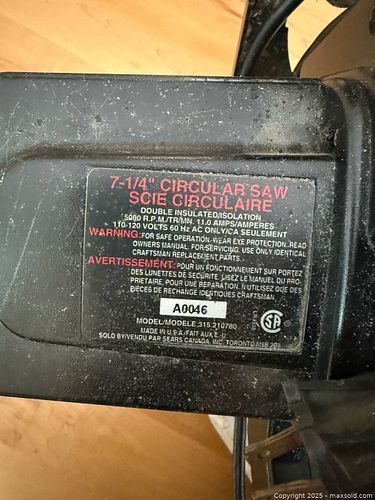 7-1/4" CIRCULAR SAW
SCIE CIRCULAIRE
DOUBLE INSULATED/ISOLATION
5000 R.P.M./TR/MN. 11.0 AMPS/AMPERES
110-120 VOLTS 60 Hz AC ONLY/CA SEULEMENT
WARNING: FOR SAFE OPERATION-WEAR EYE PROTECTION. READ
OWNERS MANUAL. FOR SERVICING, USE ONLY IDENTICAL
CRAFTSMAN REPLACEMENT PARTS.
AVERTISSEMENT: POUR UN FONCTIONNEMENT SUR PORTEZ
DES LUNETTES DE SECURITE. LISEZ LE MANUEL DU PRO-
PRIETAIRE. POUR UNE REPARATION, N'UTILISEZ QUE DES
PIECES DE RECHANGE IDENTIQUES CRAFTSMAN.
A0046
MODEL/MODELE 315.210780
MADE IN U.S.A./FAIT AUX E.-U.
SOLD BY/VENDU PAR SEARS CANADA, INC. TORONTO M5B 2B8
Copyright © 2025 - maxsold.com